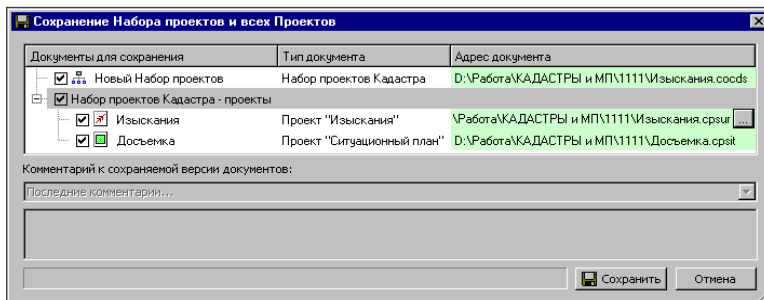 Сохранение Набора проектов и всех Проектов
Документы для сохранения Тип документа Адрес документа
Новый Набор проектов Набор проектов Кадастра D:\Работа\КАДАСТРЫ и МП\1111\Изыскания.cocds
Набор проектов Кадастра - проекты
Изыскания Проект "Изыскания" \Работа\КАДАСТРЫ и МП\1111\Изыскания.cpsur ...
Досъемка Проект "Ситуационный план" D:\Работа\КАДАСТРЫ и МП\1111\Досъемка.cpsit
Комментарий к сохраняемой версии документов:
Последние комментарии...
Сохранить Отмена